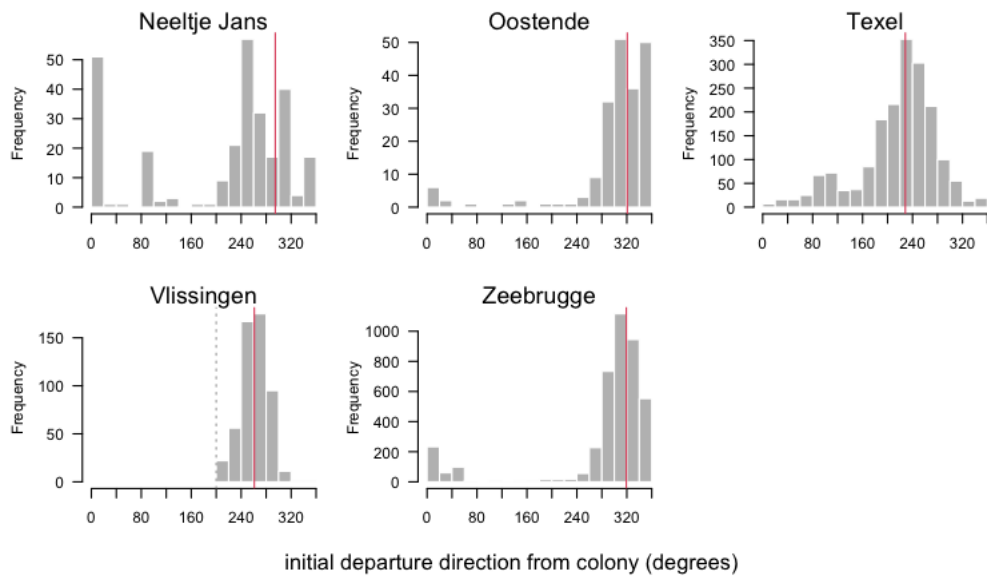 Neeltje Jans
Frequency
50
40
30
20
10
0
0 80 160 240 320
Oostende
Frequency
50
40
30
20
10
0
0 80 160 240 320
Texel
Frequency
350
300
250
200
150
100
50
0
0 80 160 240 320
Vlissingen
Frequency
150
100
50
0
0 80 160 240 320
Zeebrugge
Frequency
1000
800
600
400
200
0
0 80 160 240 320
initial departure direction from colony (degrees)